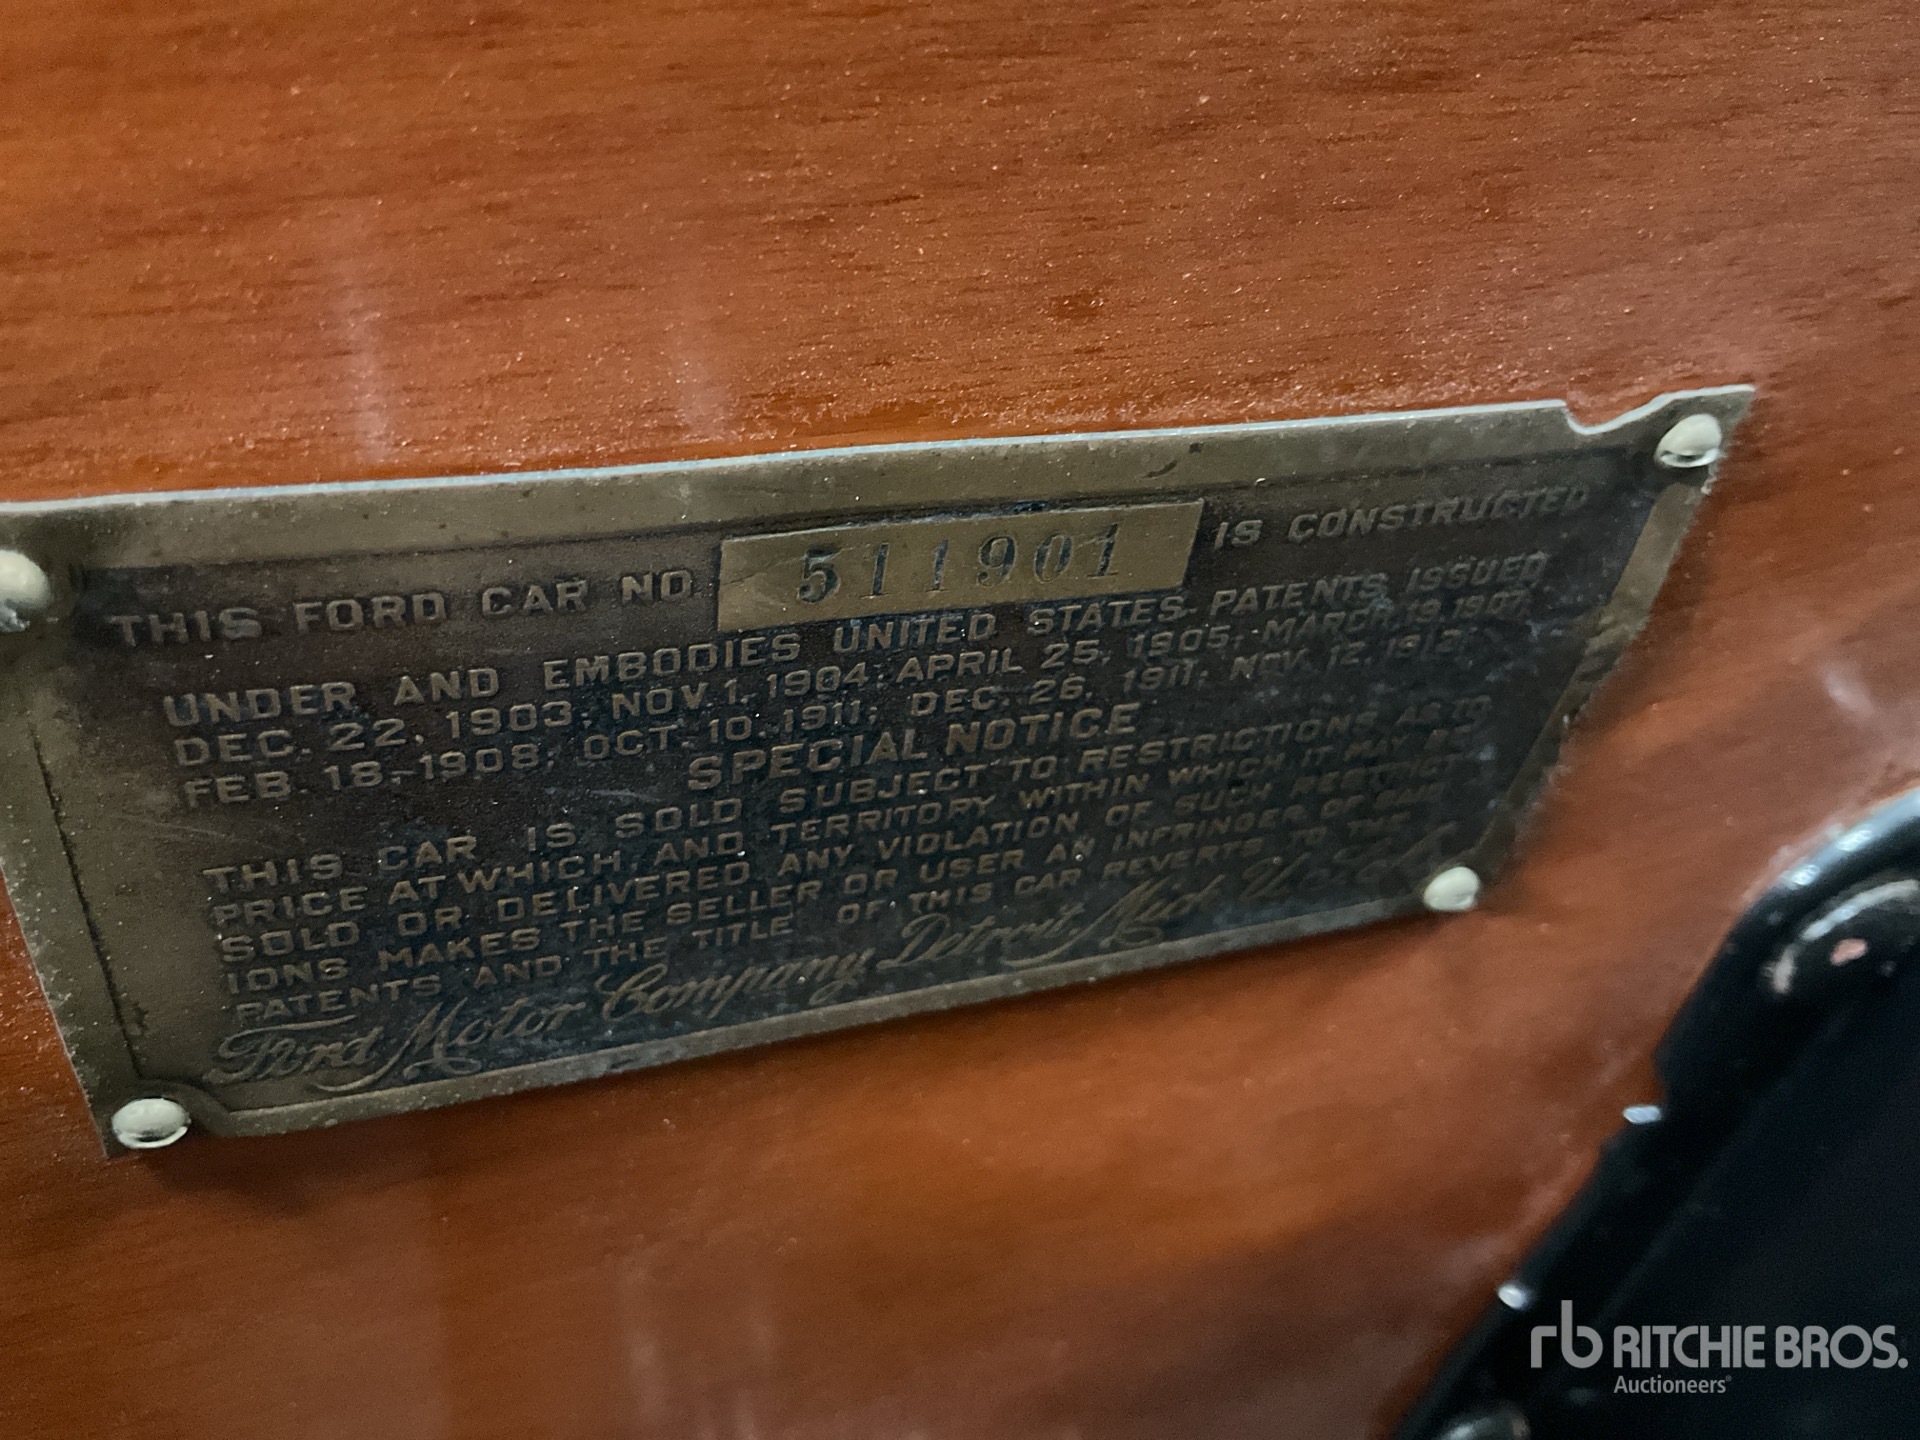 THIS FORD CAR NO. 511901 IS CONSTRUCTED
UNDER AND EMBODIES UNITED STATES PATENTS ISSUED
DEC. 22, 1903; NOV. 1, 1904; APRIL 25, 1905; MARCH 19, 1907;
FEB. 18, 1908; OCT. 10, 1911; DEC. 26, 1911; NOV. 12, 1912;
SPECIAL NOTICE
THIS CAR IS SOLD SUBJECT TO RESTRICTIONS AS TO
PRICE AT WHICH, AND TERRITORY WITHIN WHICH, IT MAY BE
SOLD OR DELIVERED ANY VIOLATION OF SUCH RESTRICT-
IONS MAKES THE SELLER OR USER AN INFRINGER OF SAID
PATENTS AND THE TITLE OF THIS CAR REVERTS TO THE
Ford Motor Company, Detroit, Mich. U.S.A.
rb RITCHIE BROS.
Auctioneers®